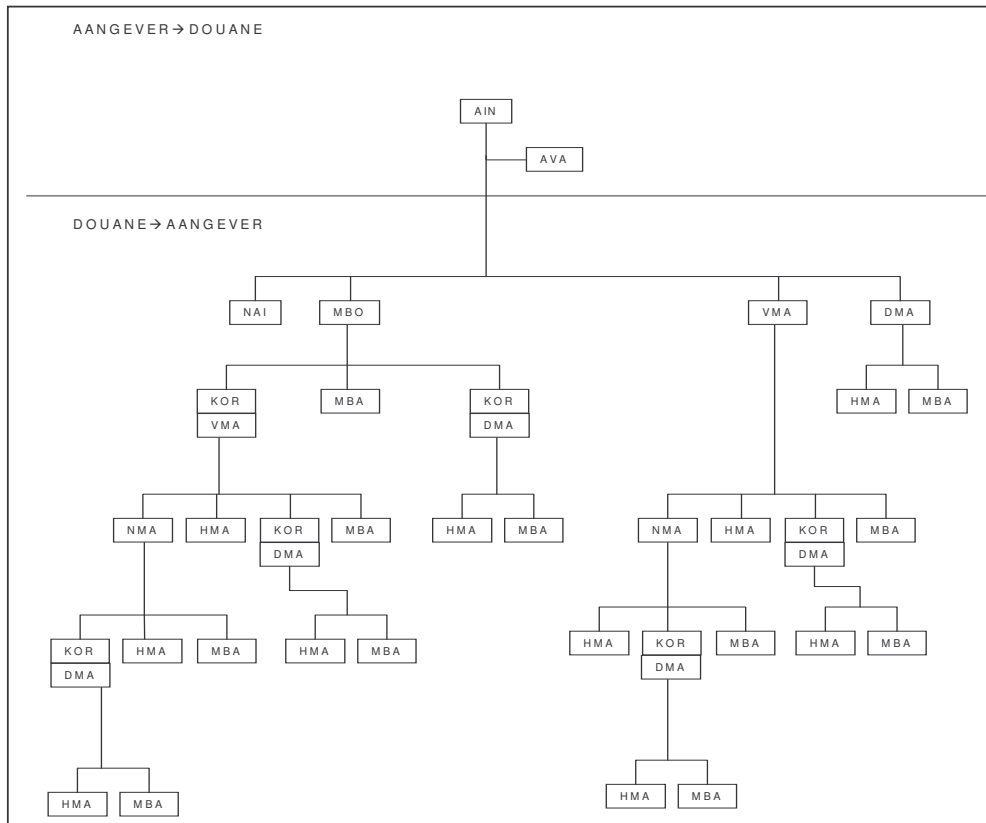 AANGEVER→DOUANE
AIN
AVA
DOUANE→AANGEVER
NAI MBO VMA DMA
KOR MBA KOR HMA MBA
VMA DMA
NMA HMA KOR MBA HMA MBA NMA HMA KOR MBA
DMA DMA
HMA KOR MBA HMA MBA
KOR HMA MBA HMA MBA
DMA DMA
HMA MBA
HMA MBA